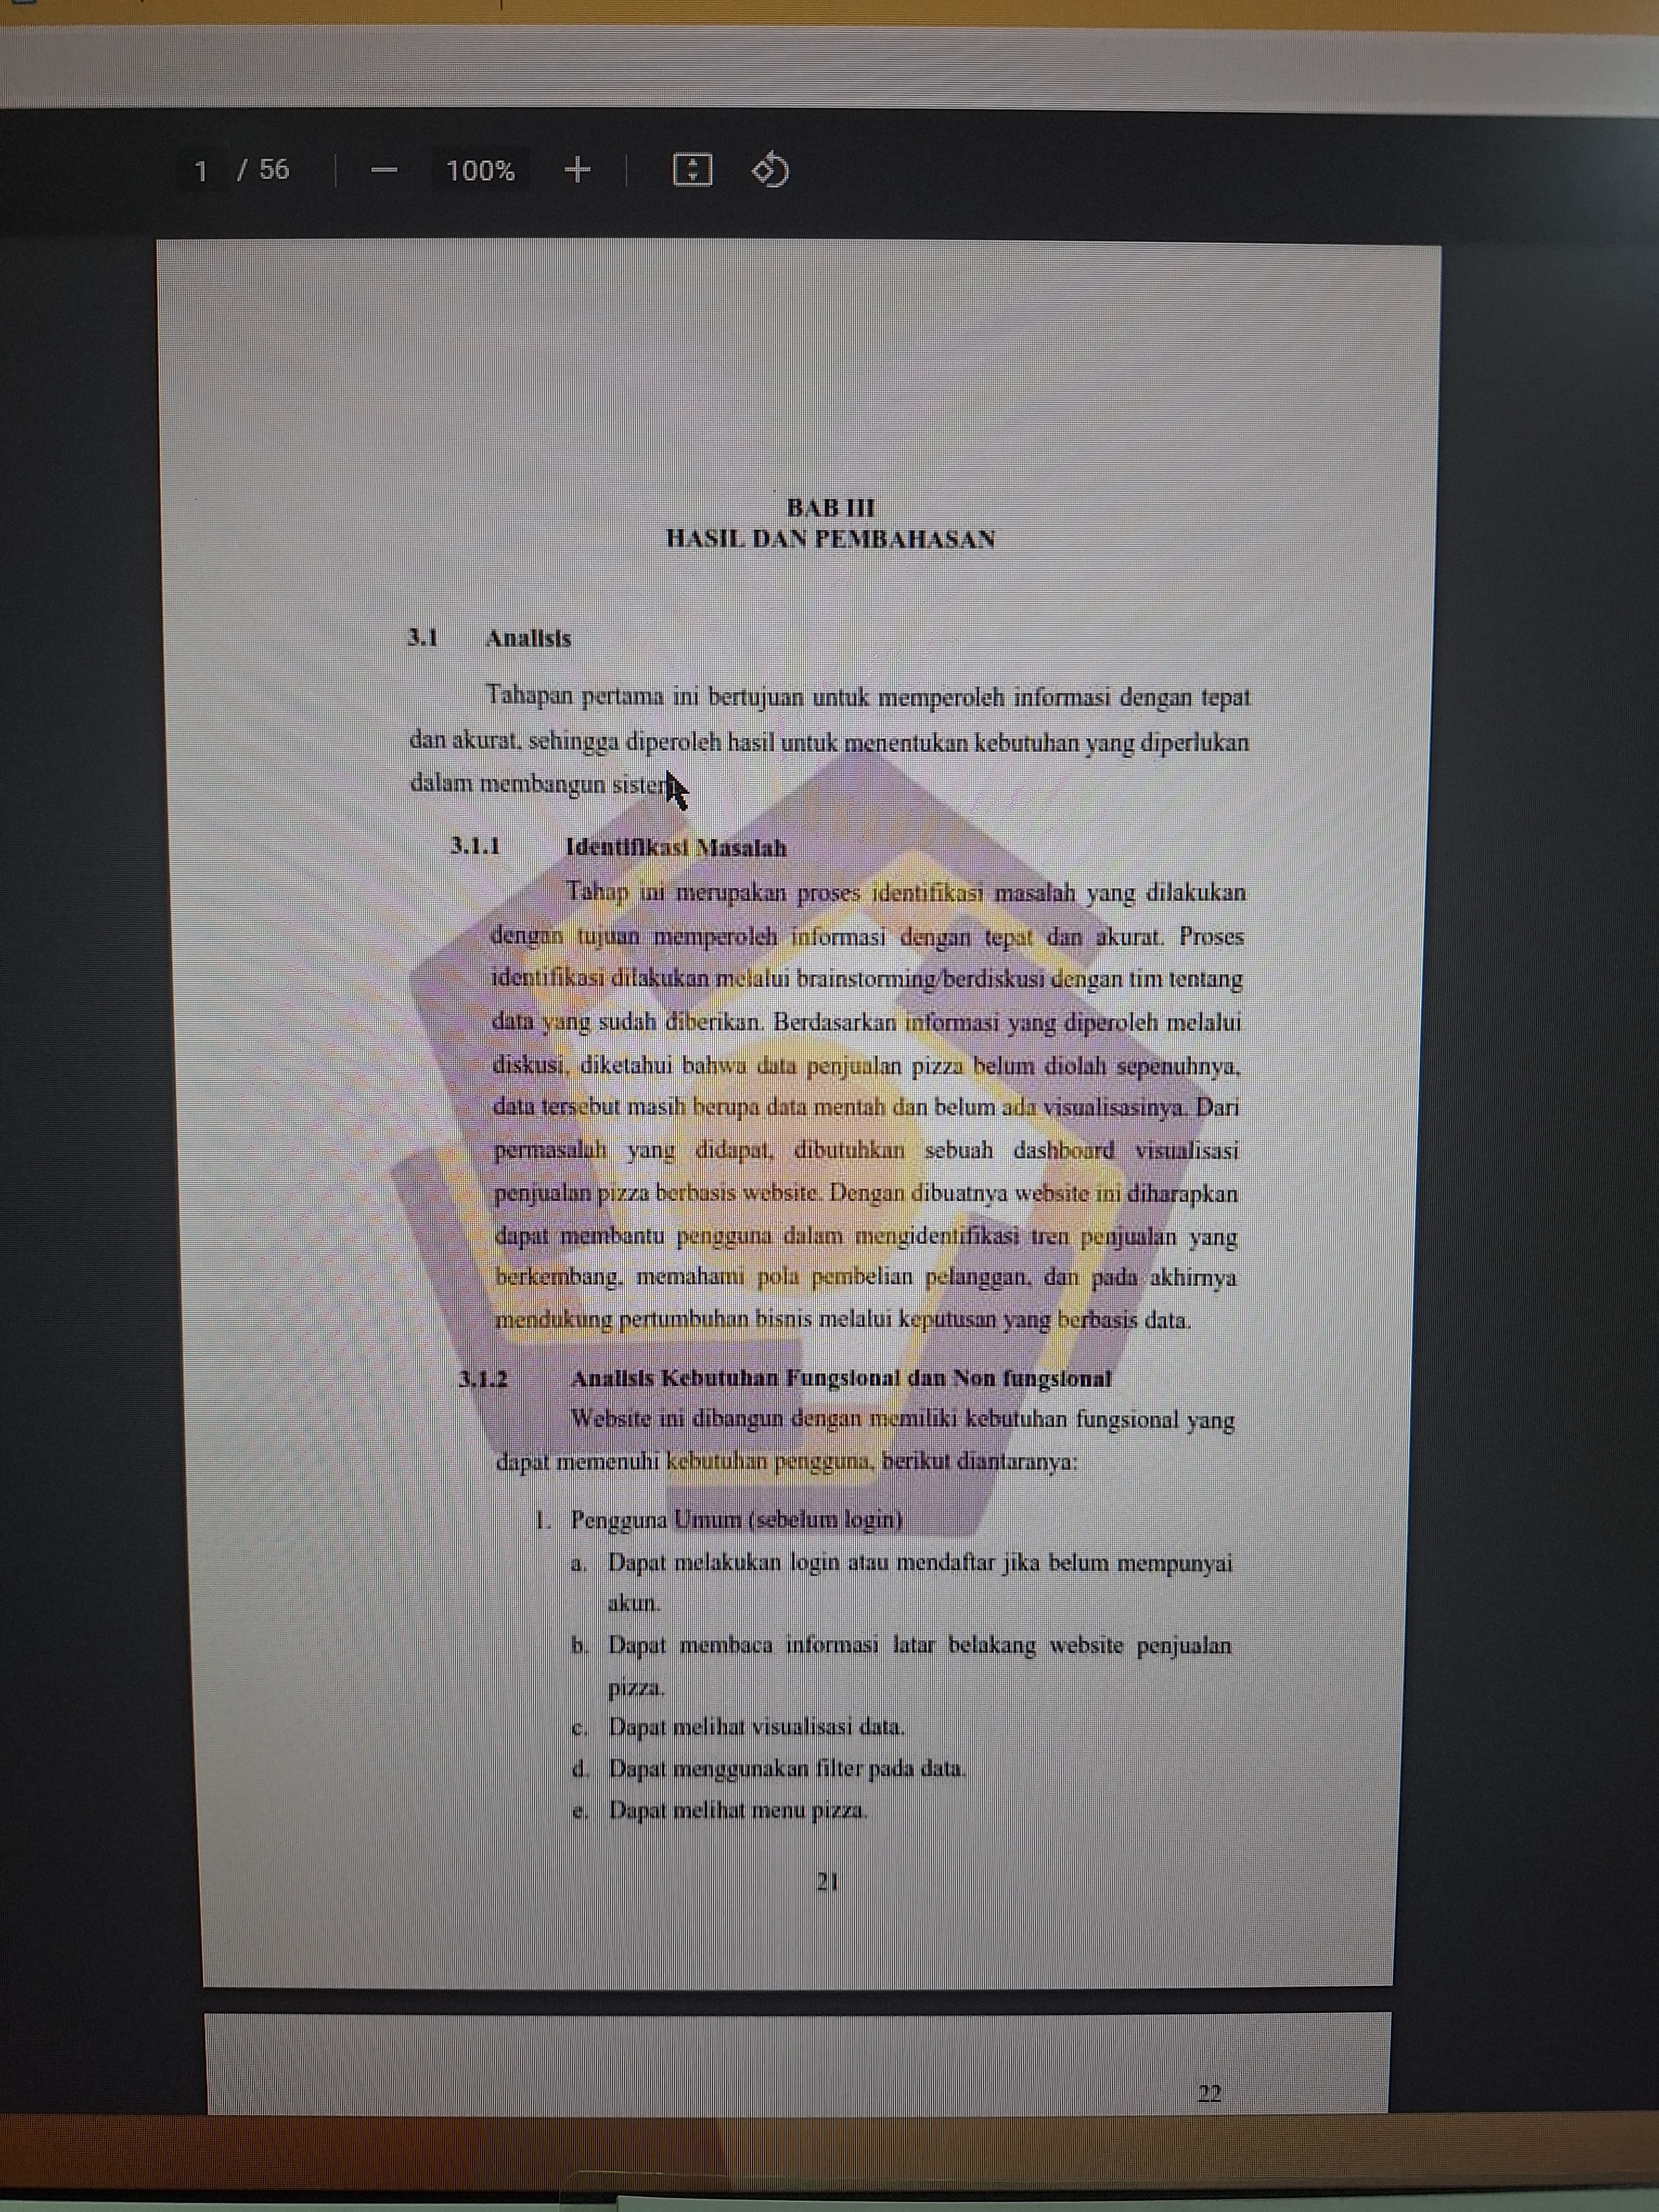 1 / 56
100%
BAB III
HASIL DAN PEMBAHASAN
3.1 Analisis
Tahapan pertama ini bertujuan untuk memperoleh informasi dengan tepat
dan akurat, sehingga diperoleh hasil untuk menentukan kebutuhan yang diperlukan
dalam membangun
3.1.1 Identifikasi Masalah
Tahap ini merupakan proses identifikasi masalah yang dilakukan
dengan tujuan memperoleh informasi dengan tepat dan akurat. Proses
identifikasi dilakukan melalui brainstorming/berdiskusi dengan tim tentang
data yang sudah diberikan. Berdasarkan informasi yang diperoleh melalui
diskusi, diketahui bahwa data penjualan pizza belum diolah sepenuhnya,
data tersebut masih berupa data mentah dan belum ada visualisasinya. Dari
permasalah yang didapat, dibutuhkan sebuah dashboard visualisasi
penjualan pizza berbasis website. Dengan dibuatnya website ini diharapkan
dapat membantu pengguna dalam mengidentifikasi tren penjualan yang
berkembang, memahami pola pembelian pelanggan, dan pada akhirnya
mendukung pertumbuhan bisnis melalui keputusan yang berbasis data.
3.1.2 Analisis Kebutuhan Fungsional dan Non fungsional
Website ini dibangun dengan memiliki kebutuhan fungsional yang
dapat memenuhi kebutuhan pengguna, berikut diantaranya:
1. Pengguna Umum (sebelum login)
a. Dapat melakukan login atau mendaftar jika belum mempunyai
akun.
b. Dapat membaca informasi latar belakang website penjualan
pizza.
c. Dapat melihat visualisasi data.
d. Dapat menggunakan filter pada data.
e. Dapat melihat menu pizza.
21
22